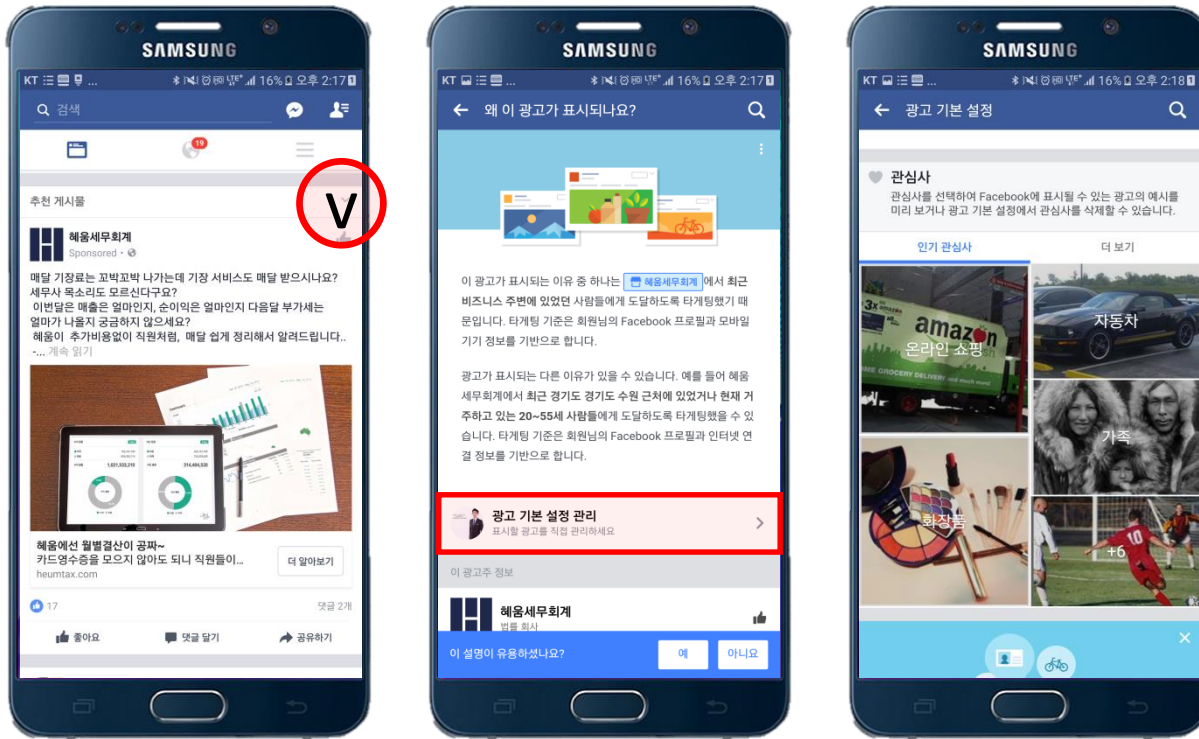 SAMSUNG
KT ... 16% 오후 2:17
검색
19
추천 게시물
V
혜움세무회계
Sponsored
매달 기장료는 꼬박꼬박 나가는데 기장 서비스도 매달 받으시나요?
세무사 목소리도 모르신다구요?
이번달은 매출은 얼마인지, 순이익은 얼마인지 다음달 부가세는
얼마가 나올지 궁금하지 않으세요?
혜움이 추가비용없이 직원처럼, 매달 쉽게 정리해서 알려드립니다..
-... 계속 읽기
1,031,533,210
314,404,530
혜움에선 월별결산이 공짜~
카드영수증을 모으지 않아도 되니 직원들이...
heumtax.com
더 알아보기
17
댓글 2개
좋아요 댓글 달기 공유하기
SAMSUNG
KT ... LTE 16% 오후 2:17
왜 이 광고가 표시되나요?
이 광고가 표시되는 이유 중 하나는 혜움세무회계 에서 최근
비즈니스 주변에 있었던 사람들에게 도달하도록 타게팅했기 때
문입니다. 타게팅 기준은 회원님의 Facebook 프로필과 모바일
기기 정보를 기반으로 합니다.
광고가 표시되는 다른 이유가 있을 수 있습니다. 예를 들어 혜움
세무회계에서 최근 경기도 경기도 수원 근처에 있었거나 현재 거
주하고 있는 20~55세 사람들에게 도달하도록 타게팅했을 수 있
습니다. 타게팅 기준은 회원님의 Facebook 프로필과 인터넷 연
결 정보를 기반으로 합니다.
광고 기본 설정 관리
표시할 광고를 직접 관리하세요
이 광고주 정보
혜움세무회계
법률 회사
이 설명이 유용하셨나요?
예
아니요
SAMSUNG
KT ... LTE 16% 오후 2:18
광고 기본 설정
관심사
관심사를 선택하여 Facebook에 표시될 수 있는 광고의 예시를
미리 보거나 광고 기본 설정에서 관심사를 삭제할 수 있습니다.
인기 관심사
더 보기
amazon
온라인 쇼핑
GROCERY DELIVERY and much more!
자동차
가족
화장품
10
+6